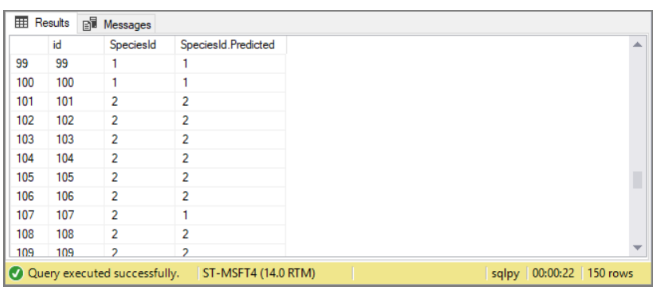 Results Messages
id SpeciesId SpeciesId.Predicted
99 99 1 1
100 100 1 1
101 101 2 2
102 102 2 2
103 103 2 2
104 104 2 2
105 105 2 2
106 106 2 2
107 107 2 1
108 108 2 2
109 109 2 2
Query executed successfully. ST-MSFT4 (14.0 RTM) sqlpy 00:00:22 150 rows